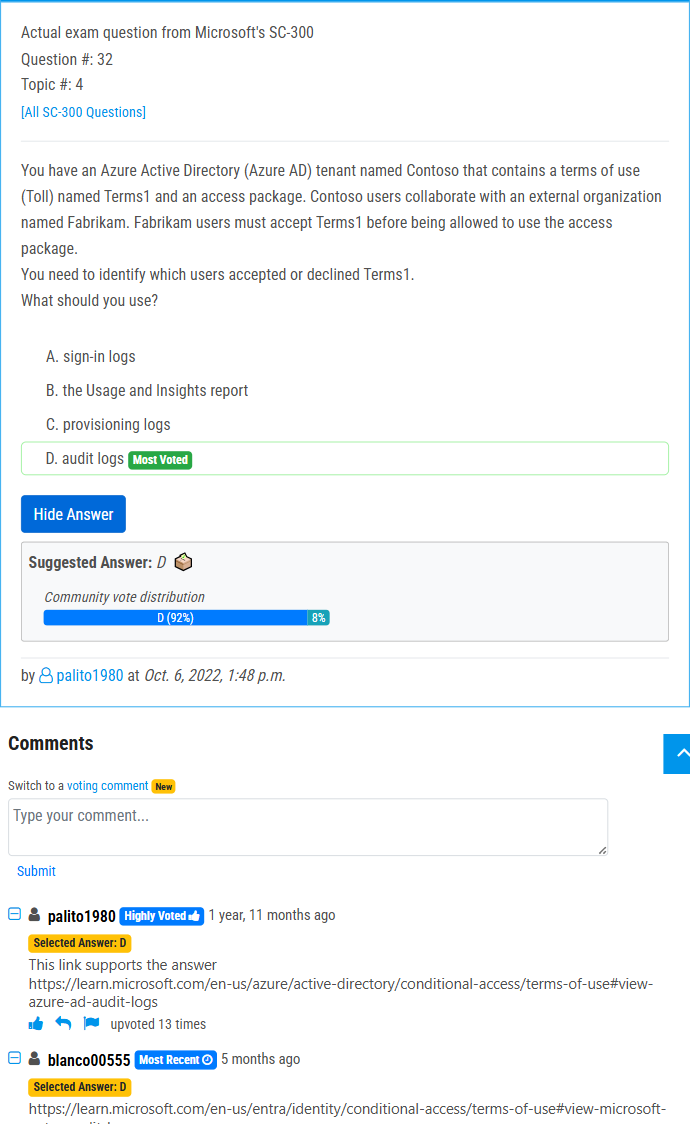 Actual exam question from Microsoft's SC-300
Question #: 32
Topic #: 4
[All SC-300 Questions]
You have an Azure Active Directory (Azure AD) tenant named Contoso that contains a terms of use
(Toll) named Terms1 and an access package. Contoso users collaborate with an external organization
named Fabrikam. Fabrikam users must accept Terms1 before being allowed to use the access
package.
You need to identify which users accepted or declined Terms1.
What should you use?
A. sign-in logs
B. the Usage and Insights report
C. provisioning logs
D. audit logs Most Voted
Hide Answer
Suggested Answer: D
Community vote distribution
D (92%) 8%
by palito1980 at Oct. 6, 2022, 1:48 p.m.
Comments
Switch to a voting comment New
Type your comment...
Submit
palito1980 Highly Voted 1 year, 11 months ago
Selected Answer: D
This link supports the answer
https://learn.microsoft.com/en-us/azure/active-directory/conditional-access/terms-of-use#view-
azure-ad-audit-logs
upvoted 13 times
blanco00555 Most Recent 5 months ago
Selected Answer: D
https://learn.microsoft.com/en-us/entra/identity/conditional-access/terms-of-use#view-microsoft-